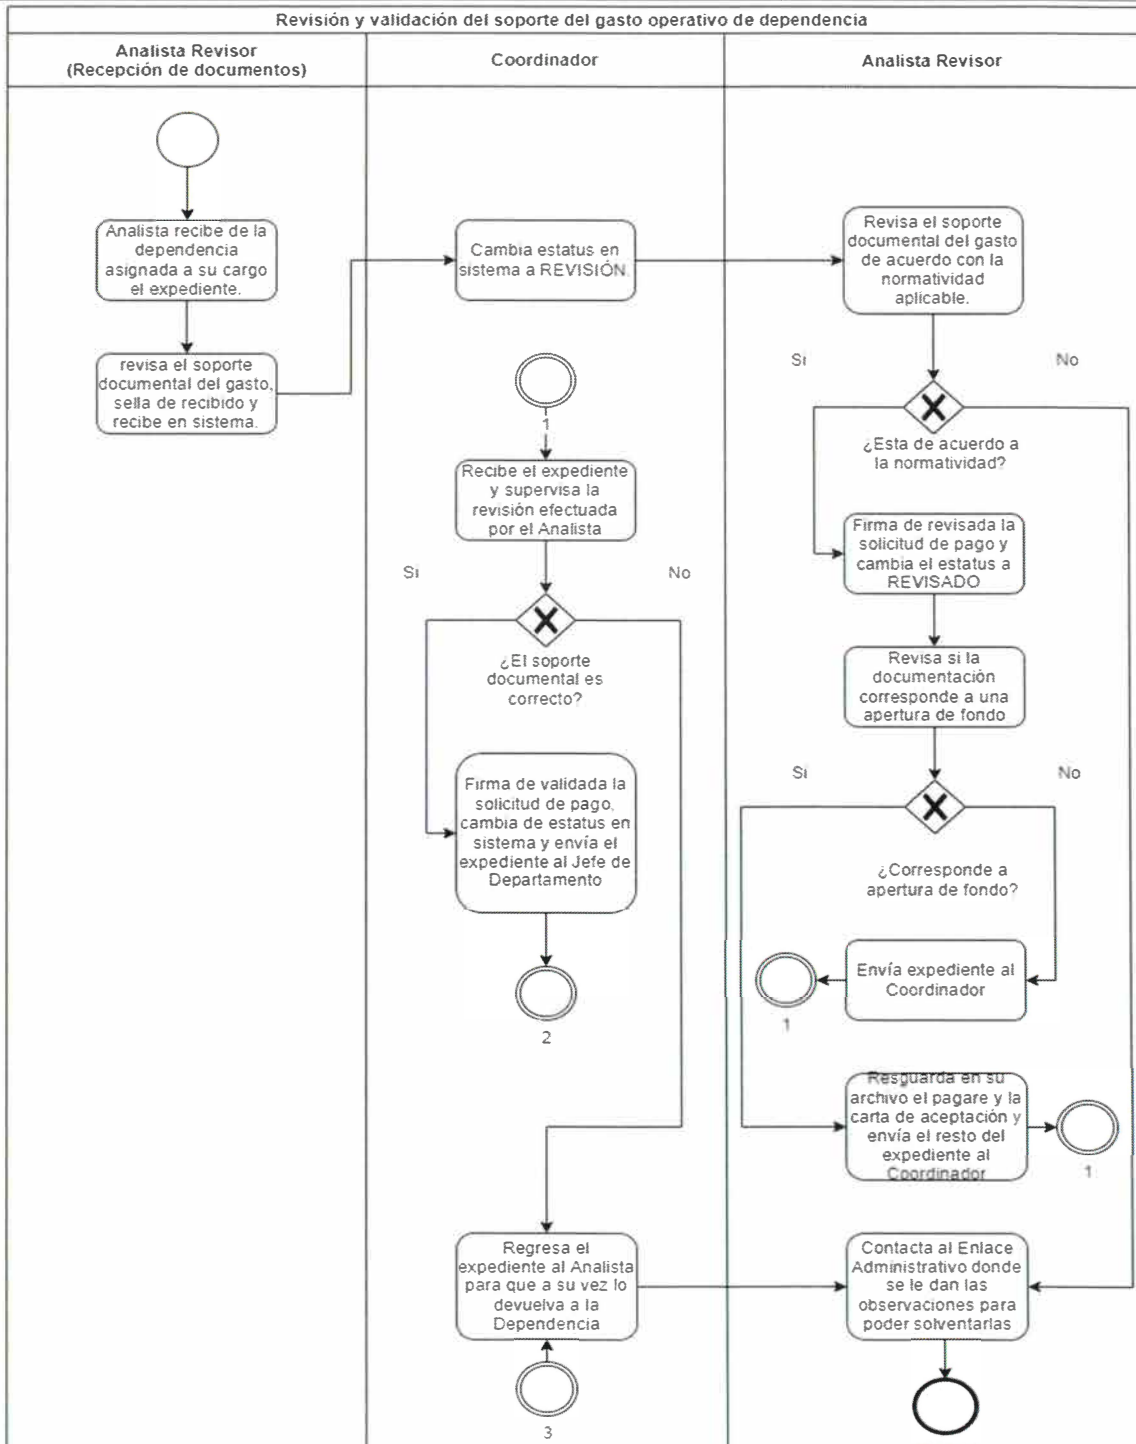 Revisión y validación del soporte del gasto operativo de dependencia
Analista Revisor
(Recepción de documentos)
Coordinador
Analista Revisor
Analista recibe de la
dependencia
asignada a su cargo
el expediente.
revisa el soporte
documental del gasto,
sella de recibido y
recibe en sistema.
Cambia estatus en
sistema a REVISIÓN.
1
Recibe el expediente
y supervisa la
revisión efectuada
por el Analista
Si
No
¿El soporte
documental es
correcto?
Firma de validada la
solicitud de pago,
cambia de estatus en
sistema y envía el
expediente al Jefe de
Departamento
2
Regresa el
expediente al Analista
para que a su vez lo
devuelva a la
Dependencia
3
Revisa el soporte
documental del gasto
de acuerdo con la
normatividad
aplicable.
Si
No
¿Esta de acuerdo a
la normatividad?
Firma de revisada la
solicitud de pago y
cambia el estatus a
REVISADO
Revisa si la
documentación
corresponde a una
apertura de fondo
Si
No
¿Corresponde a
apertura de fondo?
Envía expediente al
Coordinador
1
Resguarda en su
archivo el pagare y la
carta de aceptación y
envía el resto del
expediente al
Coordinador
1
Contacta al Enlace
Administrativo donde
se le dan las
observaciones para
poder solventarlas